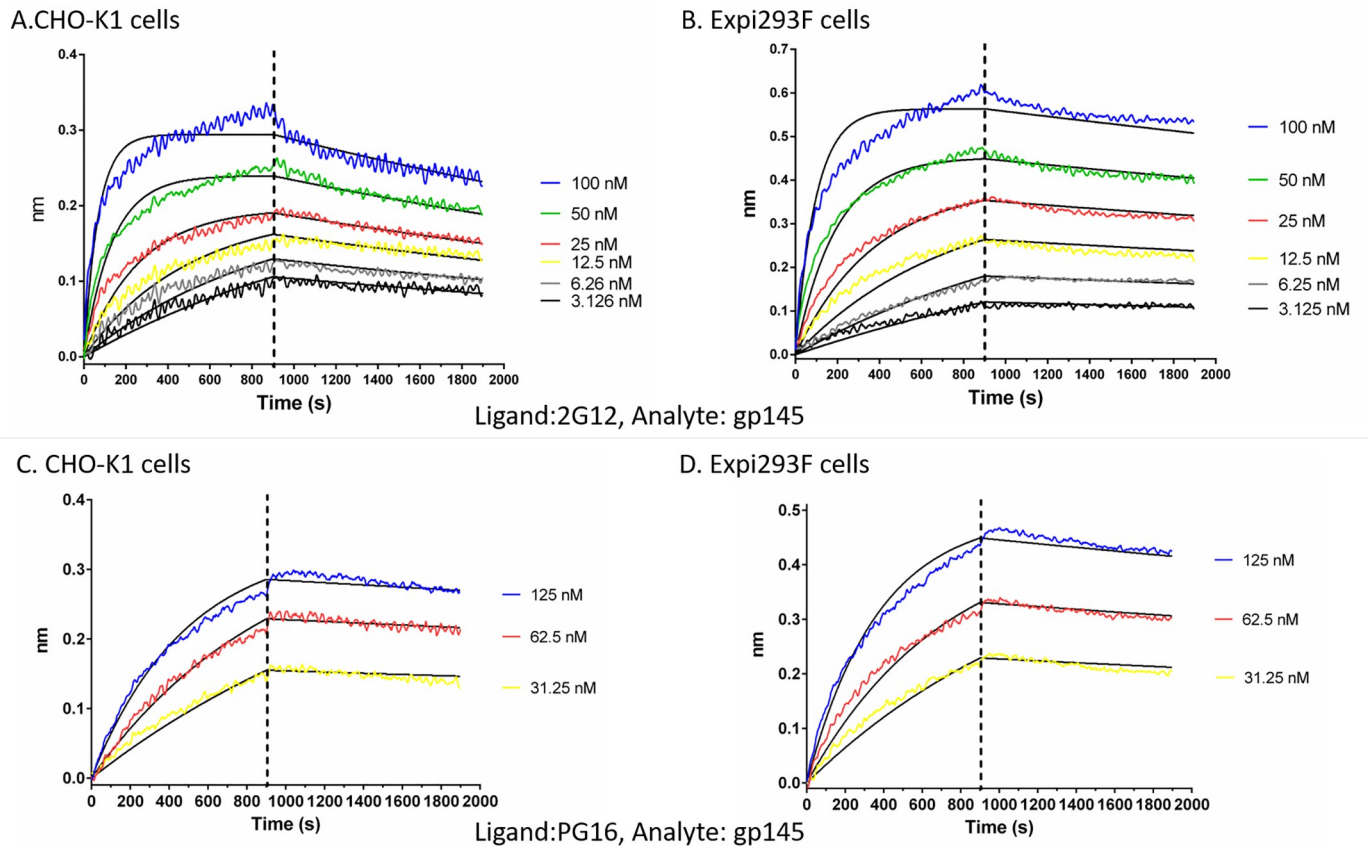 A.CHO-K1 cells
B. Expi293F cells
0.4
0.3
0.2
0.1
0.0
nm
0 200 400 600 800 1000 1200 1400 1600 1800 2000
Time (s)
100 nM
50 nM
25 nM
12.5 nM
6.26 nM
3.126 nM
0.7
0.6
0.5
0.4
0.3
0.2
0.1
0.0
nm
0 200 400 600 800 1000 1200 1400 1600 1800 2000
Time (s)
100 nM
50 nM
25 nM
12.5 nM
6.25 nM
3.125 nM
Ligand:2G12, Analyte: gp145
C. CHO-K1 cells
D. Expi293F cells
0.4
0.3
0.2
0.1
0.0
nm
0 200 400 600 800 1000 1200 1400 1600 1800 2000
Time (s)
125 nM
62.5 nM
31.25 nM
0.5
0.4
0.3
0.2
0.1
0.0
nm
0 200 400 600 800 1000 1200 1400 1600 1800 2000
Time (s)
125 nM
62.5 nM
31.25 nM
Ligand:PG16, Analyte: gp145